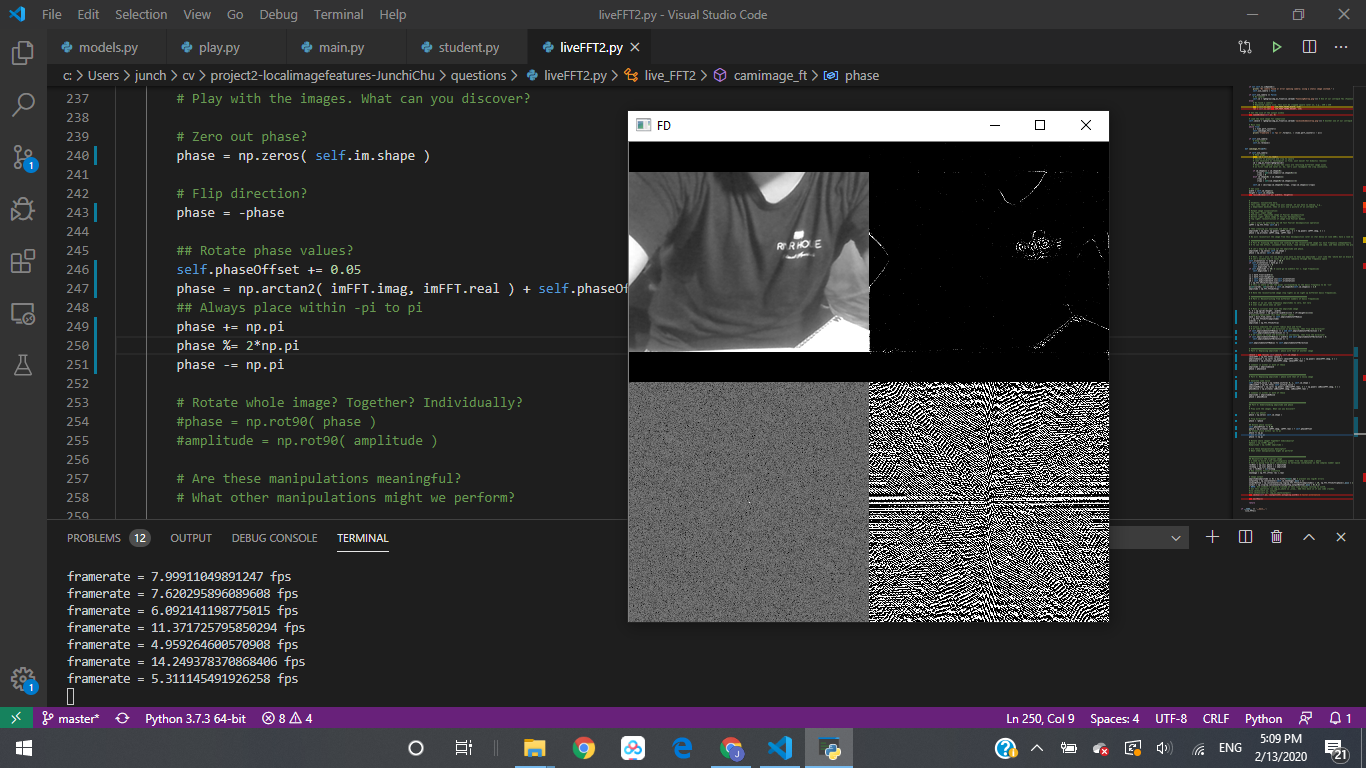 File Edit Selection View Go Debug Terminal Help liveFFT2.py - Visual Studio Code
models.py play.py main.py student.py liveFFT2.py
c: > Users > junch > cv > project2-localimagefeatures-JunchiChu > questions > liveFFT2.py > live_FFT2 > camimage_ft > phase
237 # Play with the images. What can you discover?
238
239 # Zero out phase?
240 phase = np.zeros( self.im.shape )
241
242 # Flip direction?
243 phase = -phase
244
245 ## Rotate phase values?
246 self.phaseOffset += 0.05
247 phase = np.arctan2( imFFT.imag, imFFT.real ) + self.phaseOf
248 ## Always place within -pi to pi
249 phase += np.pi
250 phase %= 2*np.pi
251 phase -= np.pi
252
253 # Rotate whole image? Together? Individually?
254 #phase = np.rot90( phase )
255 #amplitude = np.rot90( amplitude )
256
257 # Are these manipulations meaningful?
258 # What other manipulations might we perform?
259
FD
PROBLEMS 12 OUTPUT DEBUG CONSOLE TERMINAL
framerate = 7.99911049891247 fps
framerate = 7.620295896089608 fps
framerate = 6.092141198775015 fps
framerate = 11.371725795850294 fps
framerate = 4.959264600570908 fps
framerate = 14.249378370868406 fps
framerate = 5.311145491926258 fps
1
1
master* Python 3.7.3 64-bit 8 4 Ln 250, Col 9 Spaces: 4 UTF-8 CRLF Python 1
ENG
5:09 PM
2/13/2020
21